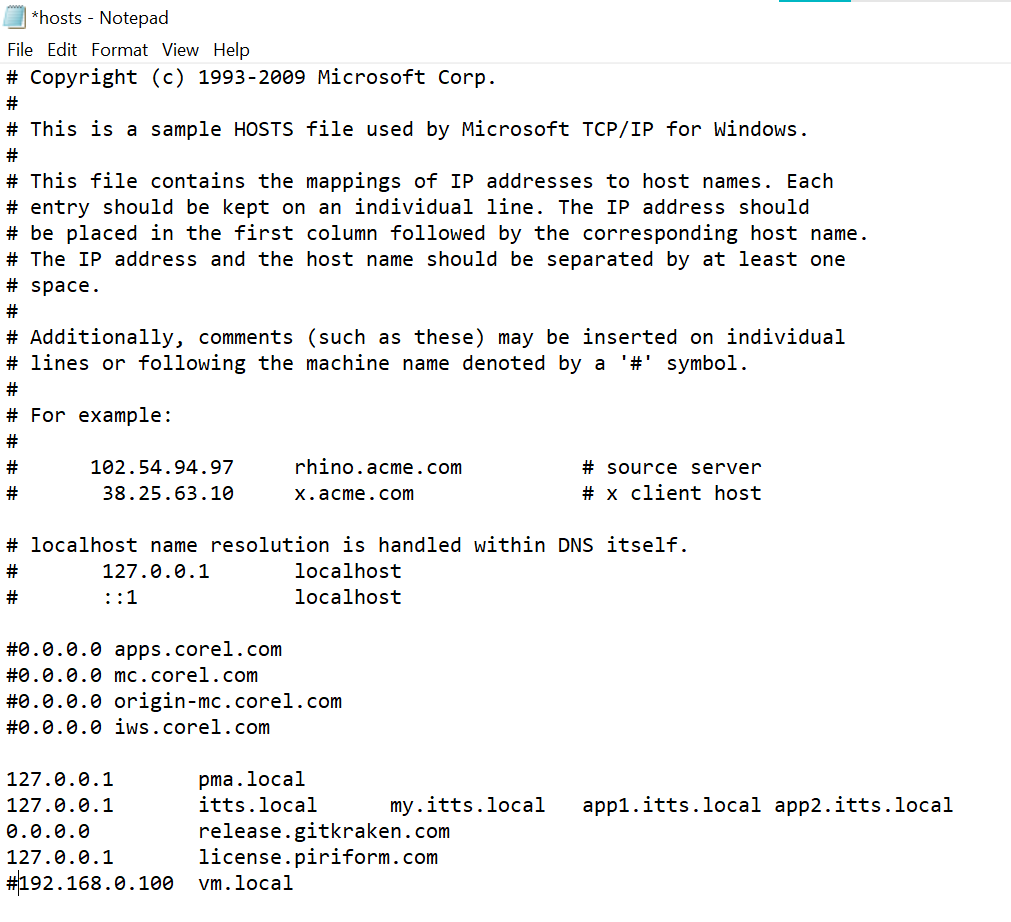 *hosts - Notepad
File Edit Format View Help
# Copyright (c) 1993-2009 Microsoft Corp.
#
# This is a sample HOSTS file used by Microsoft TCP/IP for Windows.
#
# This file contains the mappings of IP addresses to host names. Each
# entry should be kept on an individual line. The IP address should
# be placed in the first column followed by the corresponding host name.
# The IP address and the host name should be separated by at least one
# space.
#
# Additionally, comments (such as these) may be inserted on individual
# lines or following the machine name denoted by a '#' symbol.
#
# For example:
#
#      102.54.94.97     rhino.acme.com          # source server
#       38.25.63.10     x.acme.com              # x client host

# localhost name resolution is handled within DNS itself.
#       127.0.0.1       localhost
#       ::1             localhost

#0.0.0.0 apps.corel.com
#0.0.0.0 mc.corel.com
#0.0.0.0 origin-mc.corel.com
#0.0.0.0 iws.corel.com

127.0.0.1       pma.local
127.0.0.1       itts.local      my.itts.local   app1.itts.local app2.itts.local
0.0.0.0         release.gitkraken.com
127.0.0.1       license.piriform.com
#192.168.0.100  vm.local